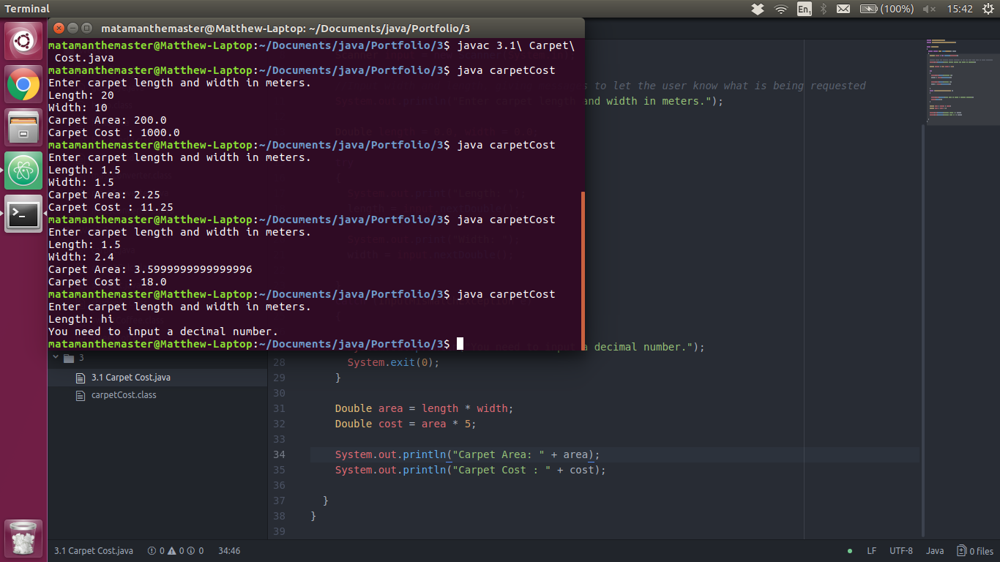 Terminal
En1
(100%)
15:42
matamanthemaster@Matthew-Laptop: ~/Documents/java/Portfolio/3
matamanthemaster@Matthew-Laptop:~/Documents/java/Portfolio/3$ javac 3.1\ Carpet\
 Cost.java
matamanthemaster@Matthew-Laptop:~/Documents/java/Portfolio/3$ java carpetCost
Enter carpet length and width in meters.
Length: 20
Width: 10
Carpet Area: 200.0
Carpet Cost : 1000.0
matamanthemaster@Matthew-Laptop:~/Documents/java/Portfolio/3$ java carpetCost
Enter carpet length and width in meters.
Length: 1.5
Width: 1.5
Carpet Area: 2.25
Carpet Cost : 11.25
matamanthemaster@Matthew-Laptop:~/Documents/java/Portfolio/3$ java carpetCost
Enter carpet length and width in meters.
Length: 1.5
Width: 2.4
Carpet Area: 3.5999999999999996
Carpet Cost : 18.0
matamanthemaster@Matthew-Laptop:~/Documents/java/Portfolio/3$ java carpetCost
Enter carpet length and width in meters.
Length: hi
You need to input a decimal number.
matamanthemaster@Matthew-Laptop:~/Documents/java/Portfolio/3$
to let the user know what is being requested
and width in meters.");
a decimal number.");
3
3.1 Carpet Cost.java
carpetCost.class
28 System.exit(0);
29 }
30
31 Double area = length * width;
32 Double cost = area * 5;
33
34 System.out.println("Carpet Area: " + area);
35 System.out.println("Carpet Cost : " + cost);
36
37 }
38 }
39
3.1 Carpet Cost.java 0 0 0 34:46
LF UTF-8 Java 0 files